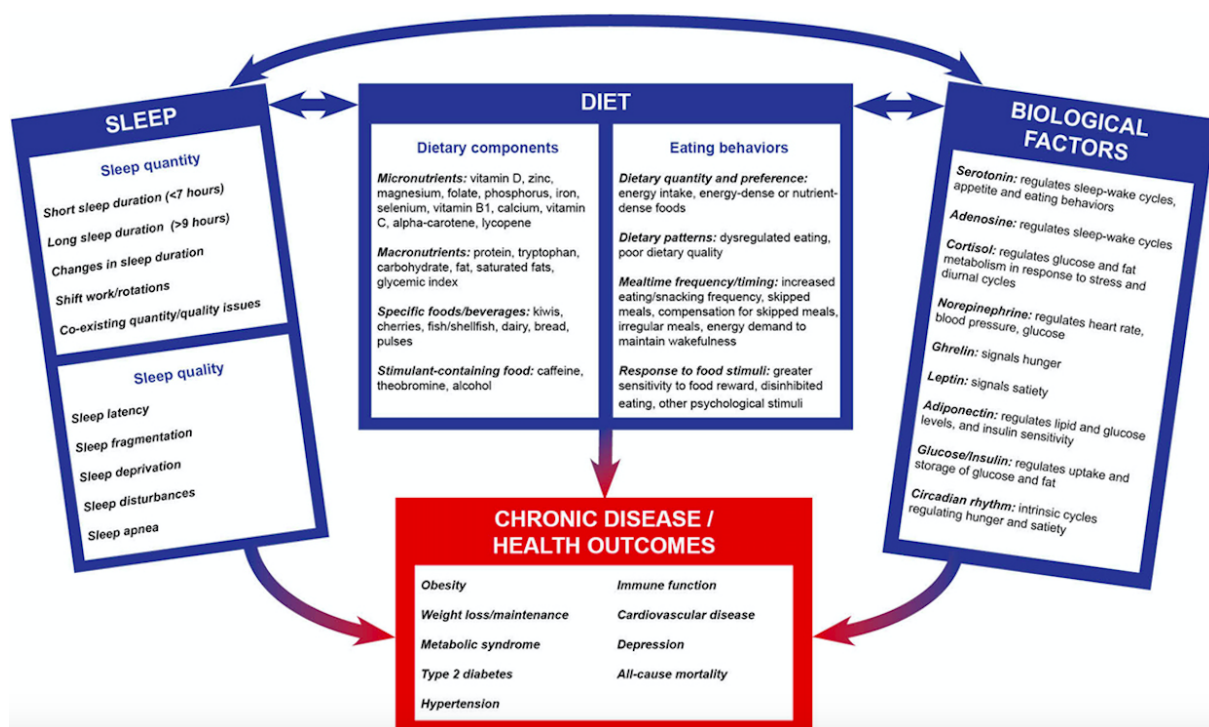 SLEEP
Sleep quantity
Short sleep duration (<7 hours)
Long sleep duration (>9 hours)
Changes in sleep duration
Shift work/rotations
Co-existing quantity/quality issues
Sleep quality
Sleep latency
Sleep fragmentation
Sleep deprivation
Sleep disturbances
Sleep apnea
DIET
Dietary components
Micronutrients: vitamin D, zinc,
magnesium, folate, phosphorus, iron,
selenium, vitamin B1, calcium, vitamin
C, alpha-carotene, lycopene
Macronutrients: protein, tryptophan,
carbohydrate, fat, saturated fats,
glycemic index
Specific foods/beverages: kiwis,
cherries, fish/shellfish, dairy, bread,
pulses
Stimulant-containing food: caffeine,
theobromine, alcohol
Eating behaviors
Dietary quantity and preference:
energy intake, energy-dense or nutrient-
dense foods
Dietary patterns: dysregulated eating,
poor dietary quality
Mealtime frequency/timing: increased
eating/snacking frequency, skipped
meals, compensation for skipped meals,
irregular meals, energy demand to
maintain wakefulness
Response to food stimuli: greater
sensitivity to food reward, disinhibited
eating, other psychological stimuli
BIOLOGICAL
FACTORS
Serotonin: regulates sleep-wake cycles,
appetite and eating behaviors
Adenosine: regulates sleep-wake cycles
Cortisol: regulates glucose and fat
metabolism in response to stress and
diurnal cycles
Norepinephrine: regulates heart rate,
blood pressure, glucose
Ghrelin: signals hunger
Leptin: signals satiety
Adiponectin: regulates lipid and glucose
levels, and insulin sensitivity
Glucose/Insulin: regulates uptake and
storage of glucose and fat
Circadian rhythm: intrinsic cycles
regulating hunger and satiety
CHRONIC DISEASE /
HEALTH OUTCOMES
Obesity
Weight loss/maintenance
Metabolic syndrome
Type 2 diabetes
Hypertension
Immune function
Cardiovascular disease
Depression
All-cause mortality